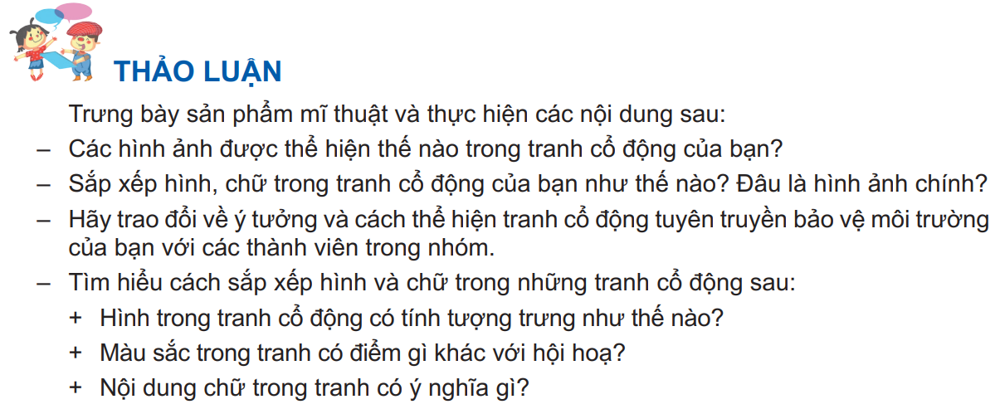 THẢO LUẬN
Trưng bày sản phẩm mĩ thuật và thực hiện các nội dung sau:
– Các hình ảnh được thể hiện thế nào trong tranh cổ động của bạn?
– Sắp xếp hình, chữ trong tranh cổ động của bạn như thế nào? Đâu là hình ảnh chính?
– Hãy trao đổi về ý tưởng và cách thể hiện tranh cổ động tuyên truyền bảo vệ môi trường
của bạn với các thành viên trong nhóm.
– Tìm hiểu cách sắp xếp hình và chữ trong những tranh cổ động sau:
+ Hình trong tranh cổ động có tính tượng trưng như thế nào?
+ Màu sắc trong tranh có điểm gì khác với hội hoạ?
+ Nội dung chữ trong tranh có ý nghĩa gì?